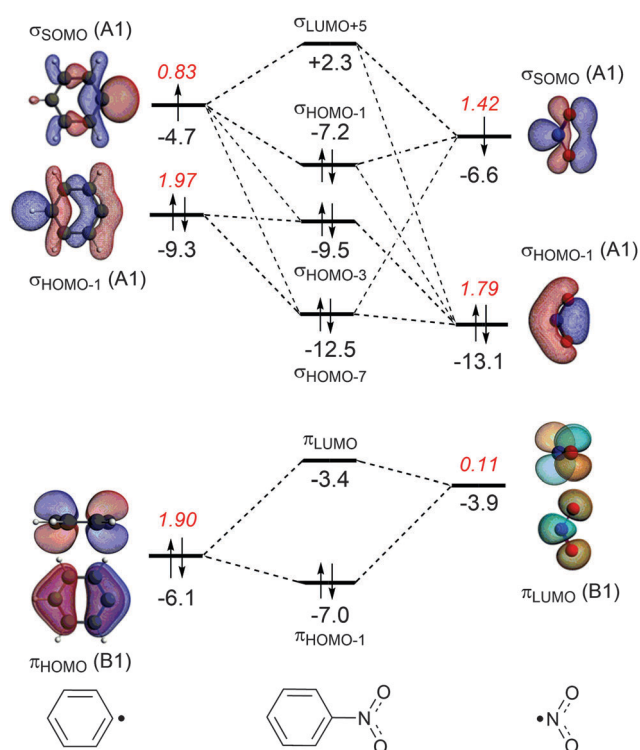 σLUMO+5
σSOMO (A1)
0.83
+2.3
σSOMO (A1)
σHOMO-1
1.42
-4.7
-7.2
1.97
-6.6
-9.3
-9.5
σHOMO-1 (A1)
σHOMO-1 (A1)
σHOMO-3
1.79
-12.5
-13.1
σHOMO-7
πLUMO
0.11
-3.4
-3.9
1.90
-6.1
-7.0
πLUMO (B1)
πHOMO-1
πHOMO (B1)
O
N
O
O
N
O